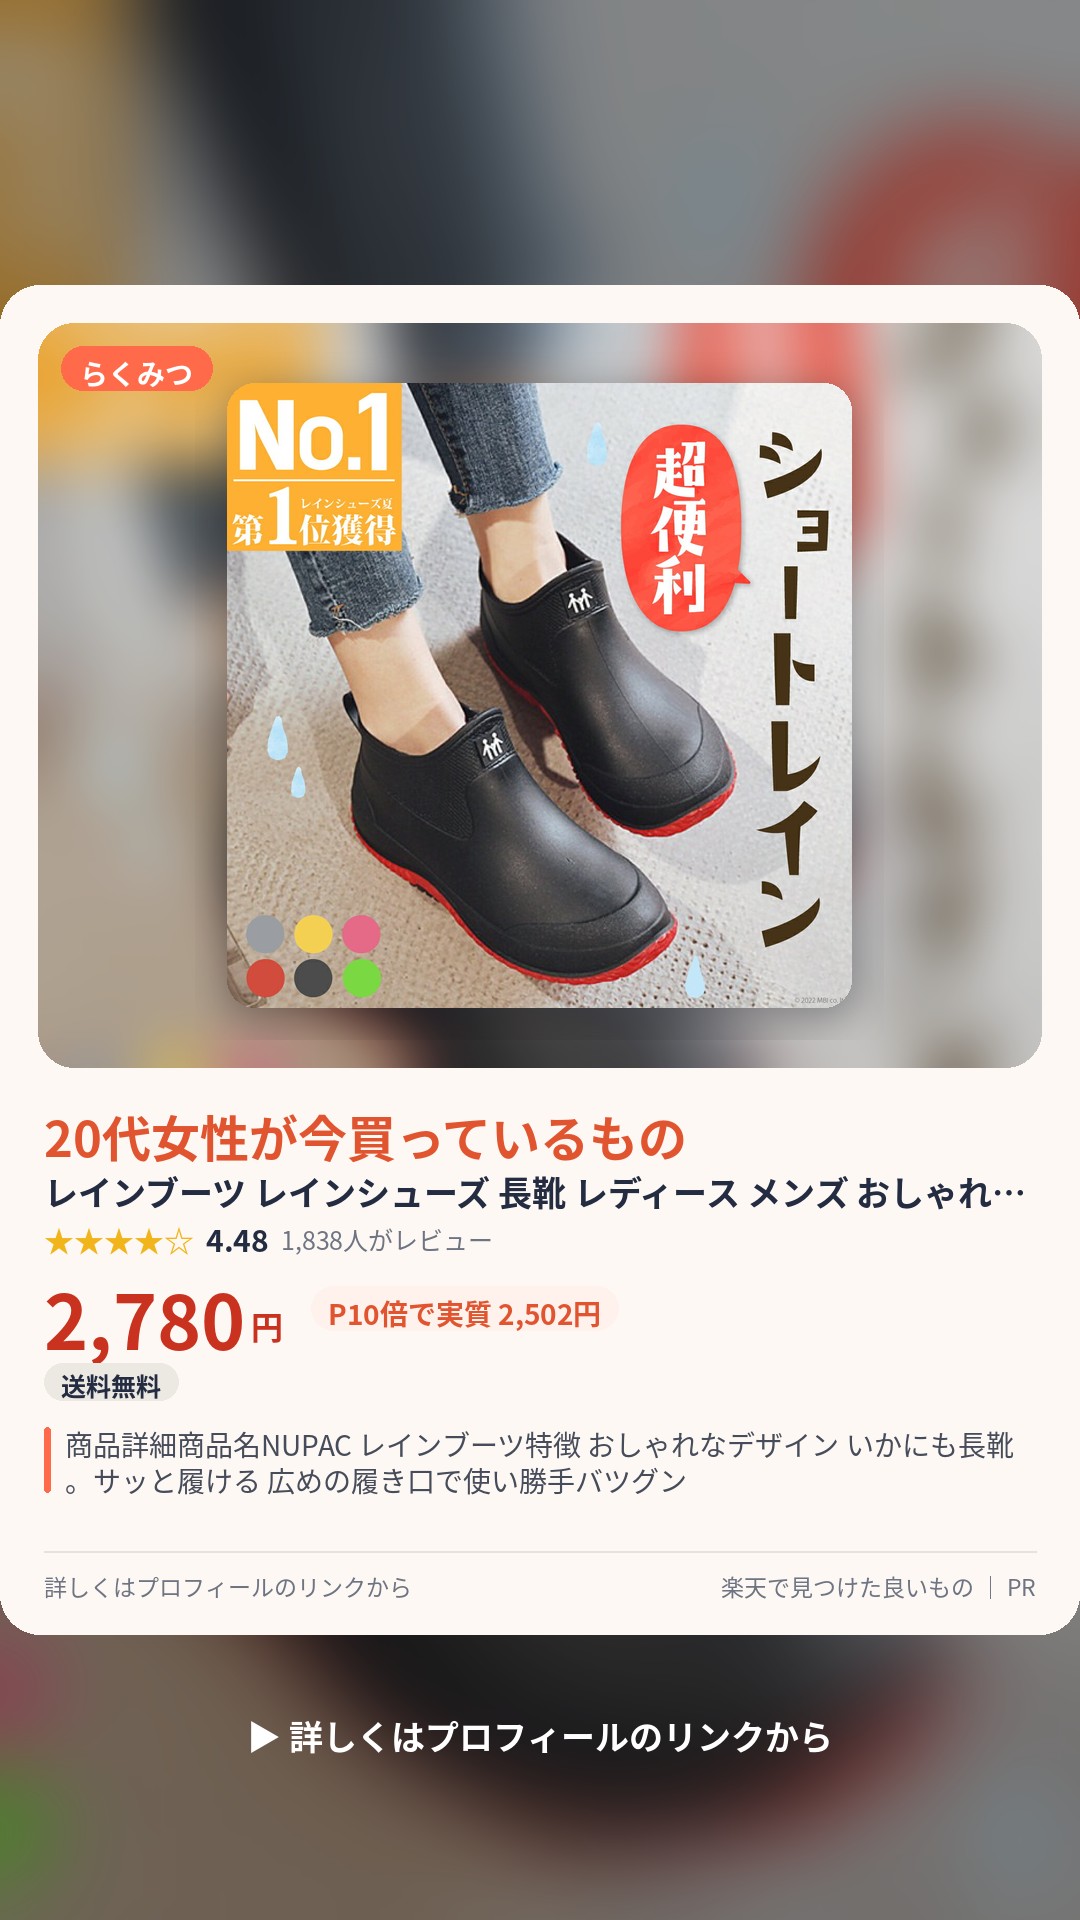 らくみつ
No.1
レインシューズ夏
第1位獲得
超便利
ショートレイン
© 2022 MBI co.
20代女性が今買っているもの
レインブーツ レインシューズ 長靴 レディース メンズ おしゃれ…
★★★★☆ 4.48 1,838人がレビュー
2,780円 P10倍で実質 2,502円
送料無料
商品詳細商品名NUPAC レインブーツ特徴 おしゃれなデザイン いかにも長靴
。サッと履ける 広めの履き口で使い勝手バツグン
詳しくはプロフィールのリンクから
楽天で見つけた良いもの ｜ PR
▶ 詳しくはプロフィールのリンクから